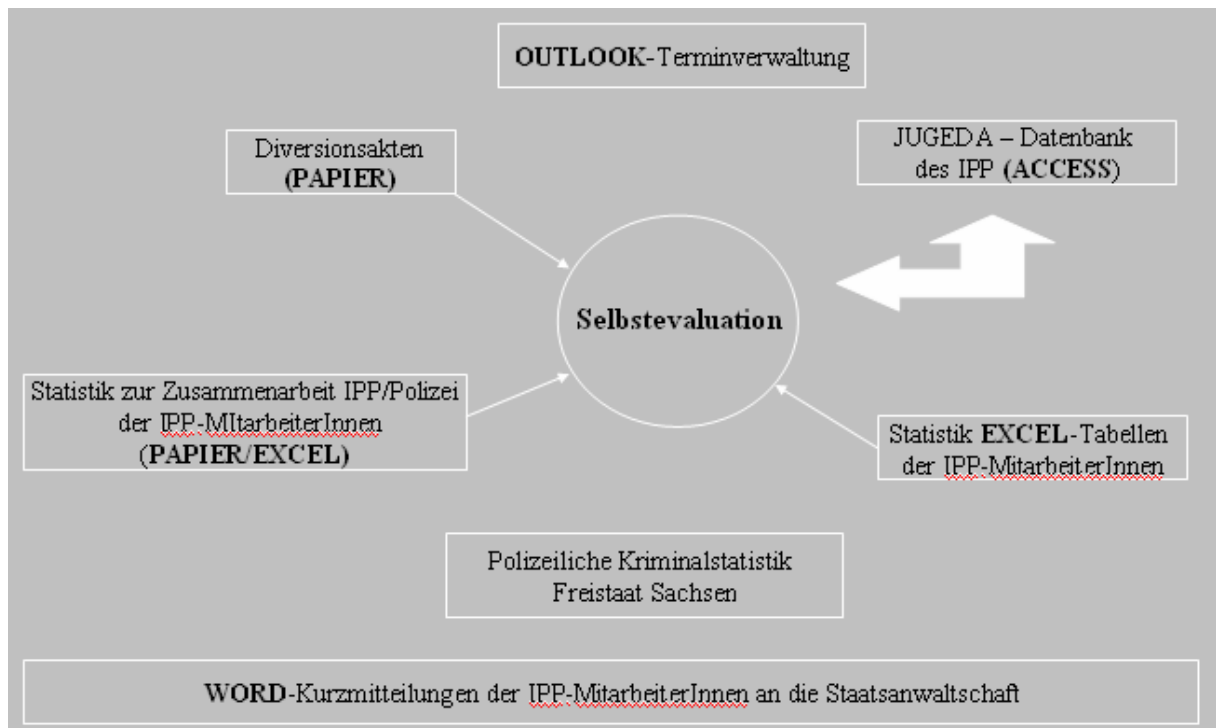 OUTLOOK-Terminverwaltung
Diversionsakten
(PAPIER)
JUGEDA – Datenbank
des IPP (ACCESS)
Selbstevaluation
Statistik zur Zusammenarbeit IPP/Polizei
der IPP-MItarbeiterInnen
(PAPIER/EXCEL)
Statistik EXCEL-Tabellen
der IPP-MitarbeiterInnen
Polizeiliche Kriminalstatistik
Freistaat Sachsen
WORD-Kurzmitteilungen der IPP-MitarbeiterInnen an die Staatsanwaltschaft